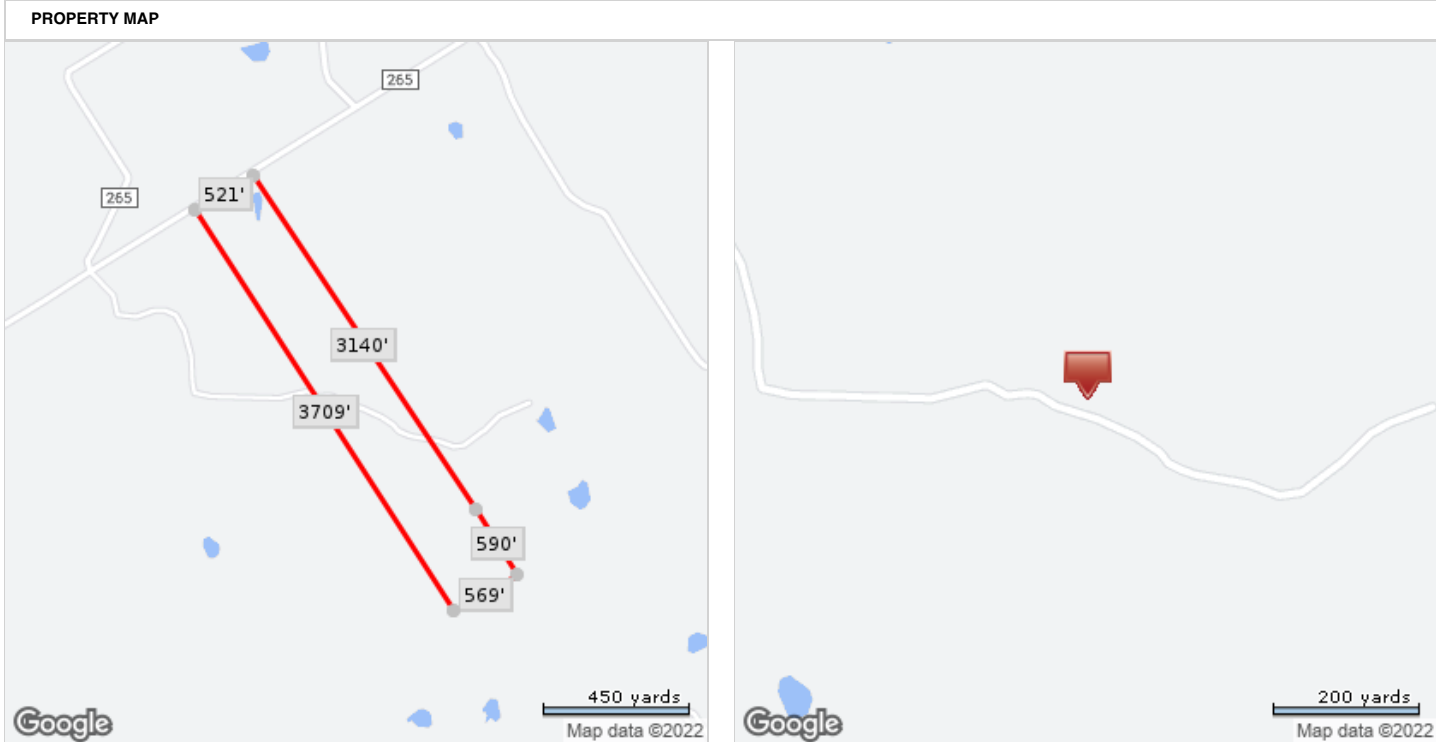 PROPERTY MAP
265
265
521'
3140'
3709'
590'
569'
450 yards
Google
Map data ©2022
200 yards
Google
Map data ©2022